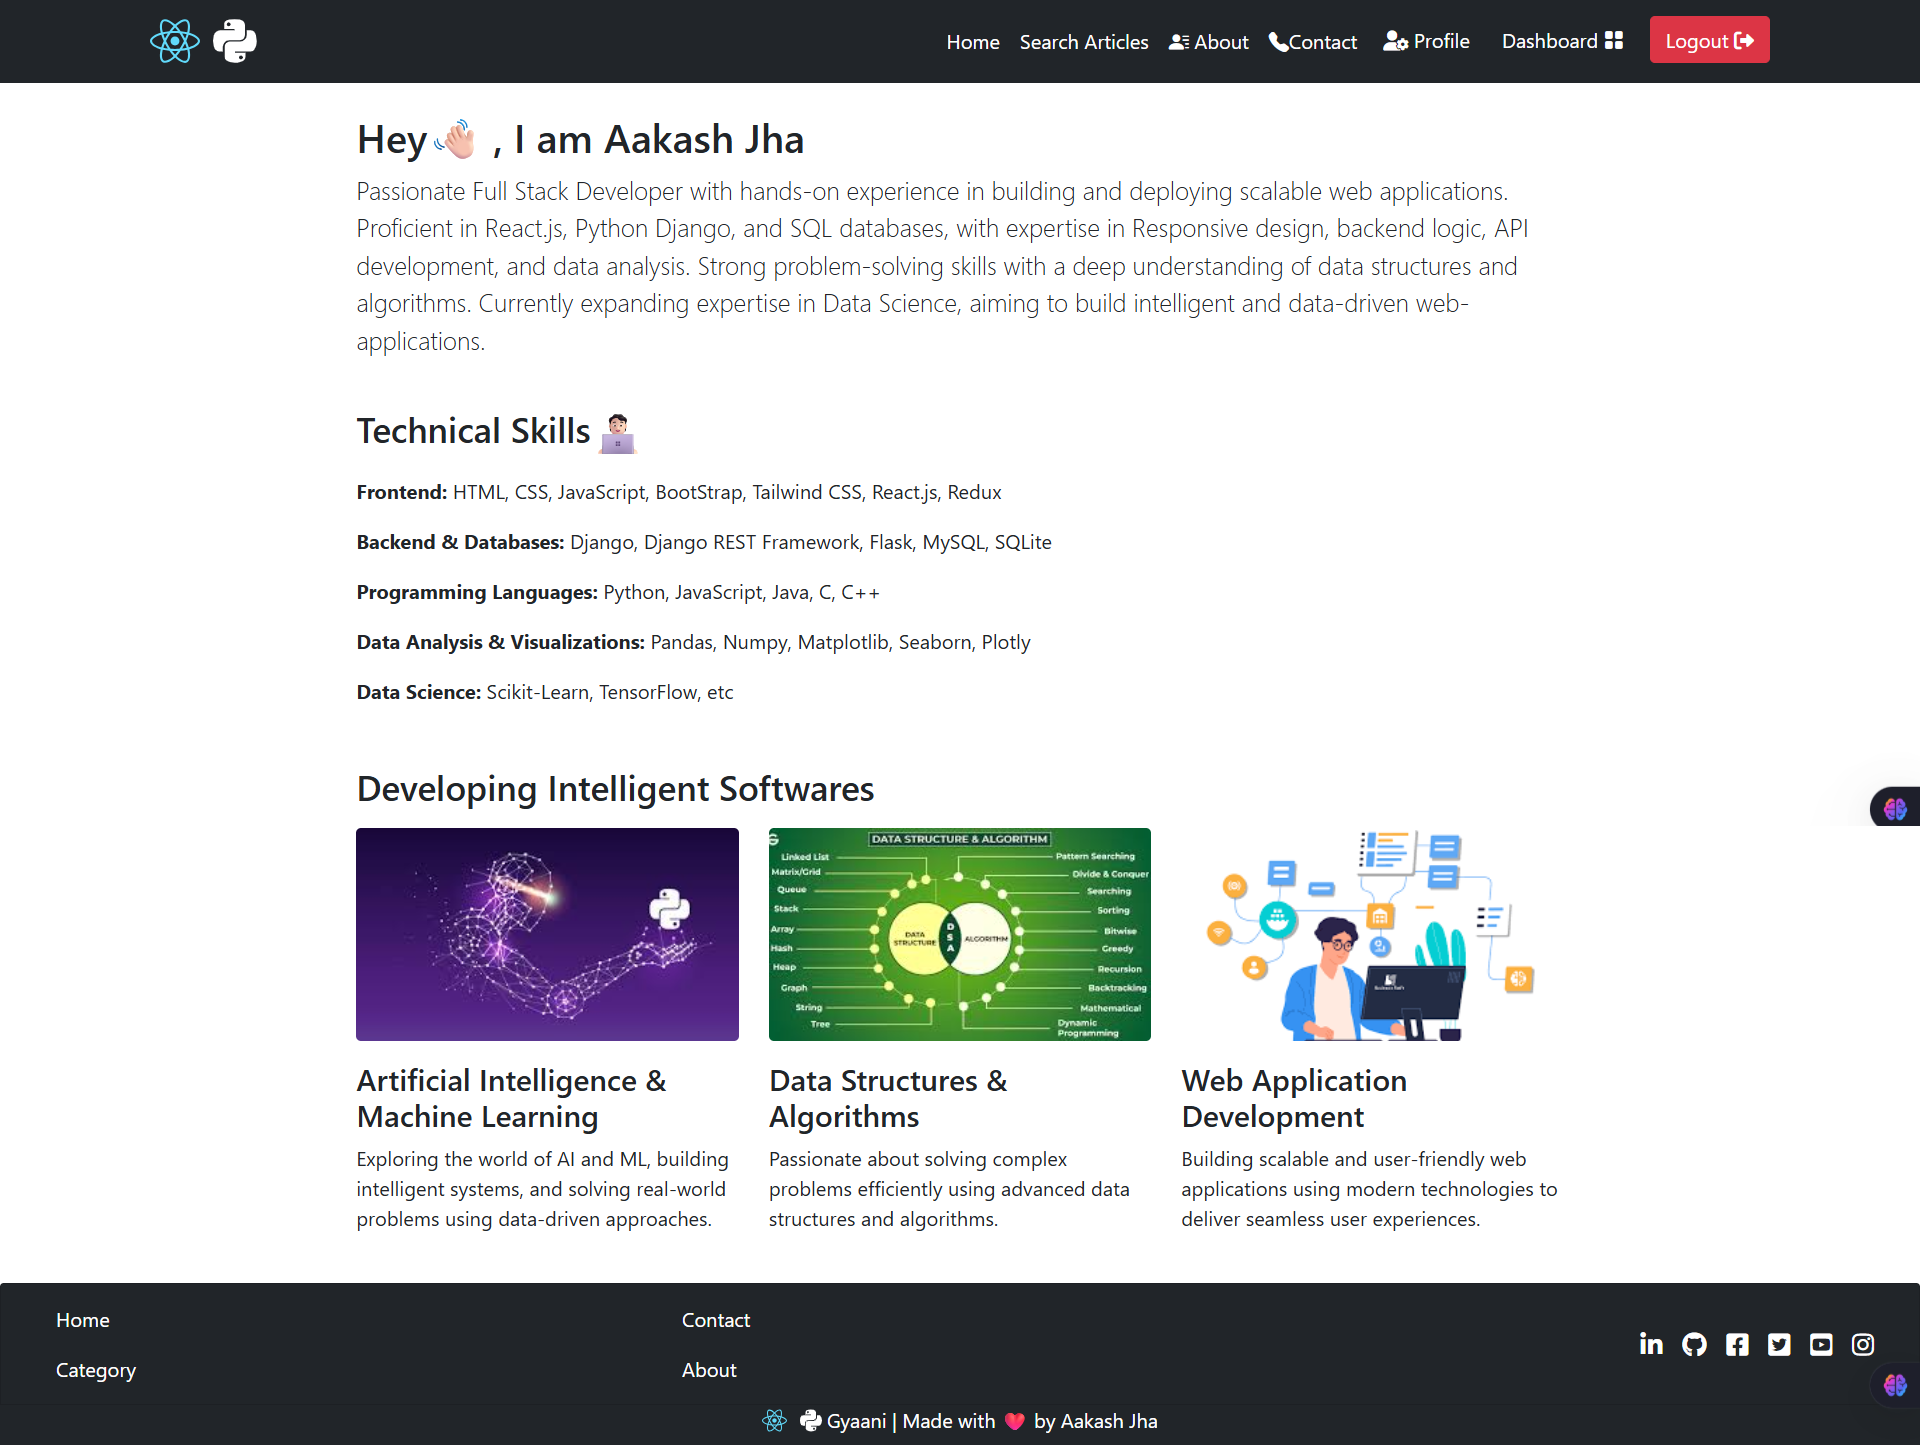 Home Search Articles About Contact Profile Dashboard Logout
Hey 👋 , I am Aakash Jha
Passionate Full Stack Developer with hands-on experience in building and deploying scalable web applications.
Proficient in React.js, Python Django, and SQL databases, with expertise in Responsive design, backend logic, API
development, and data analysis. Strong problem-solving skills with a deep understanding of data structures and
algorithms. Currently expanding expertise in Data Science, aiming to build intelligent and data-driven web-
applications.
Technical Skills
Frontend: HTML, CSS, JavaScript, BootStrap, Tailwind CSS, React.js, Redux
Backend & Databases: Django, Django REST Framework, Flask, MySQL, SQLite
Programming Languages: Python, JavaScript, Java, C, C++
Data Analysis & Visualizations: Pandas, Numpy, Matplotlib, Seaborn, Plotly
Data Science: Scikit-Learn, TensorFlow, etc
Developing Intelligent Softwares
DATA STRUCTURE & ALGORITHM
Linked List
Matrix/Grid
Queue
Stack
Array
Hash
Heap
Graph
String
Tree
DATA STRUCTURE
DSA
ALGORITHM
Pattern Searching
Divide & Conquer
Searching
Sorting
Bitwise
Greedy
Recursion
Backtracking
Mathematical
Dynamic
Programming
Artificial Intelligence &
Machine Learning
Exploring the world of AI and ML, building
intelligent systems, and solving real-world
problems using data-driven approaches.
Data Structures &
Algorithms
Passionate about solving complex
problems efficiently using advanced data
structures and algorithms.
Web Application
Development
Building scalable and user-friendly web
applications using modern technologies to
deliver seamless user experiences.
Home
Category
Contact
About
Gyaani | Made with ❤️ by Aakash Jha